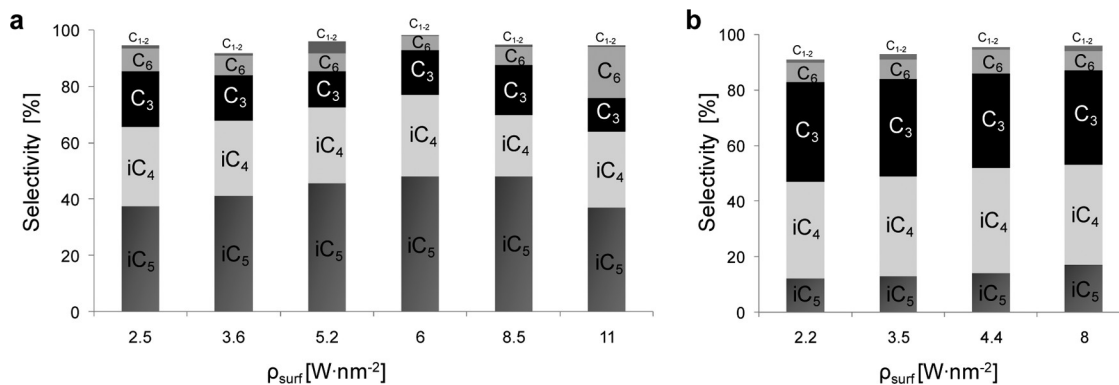 a
100
80
60
40
20
0
Selectivity [%]
C1-2 C1-2 C1-2 C1-2 C1-2 C1-2
C6 C6 C6 C6 C6 C6
C3 C3 C3 C3 C3 C3
iC4 iC4 iC4 iC4 iC4 iC4
iC5 iC5 iC5 iC5 iC5 iC5
2.5 3.6 5.2 6 8.5 11
ρsurf [W·nm-2]
b
100
80
60
40
20
0
Selectivity [%]
C1-2 C1-2 C1-2 C1-2
C6 C6 C6 C6
C3 C3 C3 C3
iC4 iC4 iC4 iC4
iC5 iC5 iC5 iC5
2.2 3.5 4.4 8
ρsurf [W·nm-2]